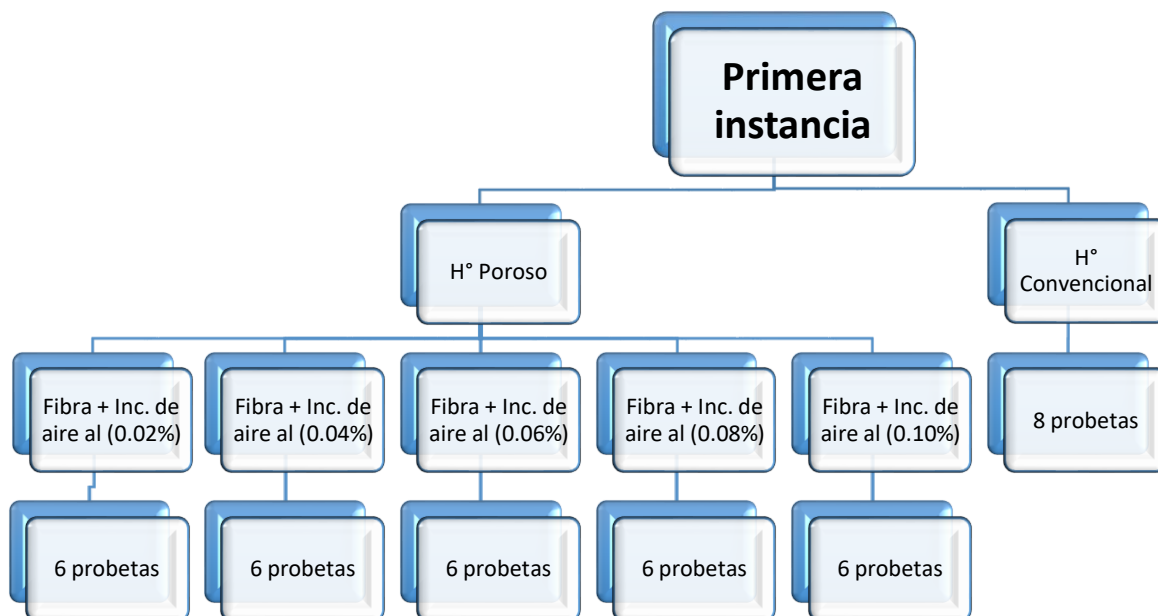 Primera
instancia
H° Poroso
H°
Convencional
Fibra + Inc. de
aire al (0.02%)
Fibra + Inc. de
aire al (0.04%)
Fibra + Inc. de
aire al (0.06%)
Fibra + Inc. de
aire al (0.08%)
Fibra + Inc. de
aire al (0.10%)
8 probetas
6 probetas
6 probetas
6 probetas
6 probetas
6 probetas